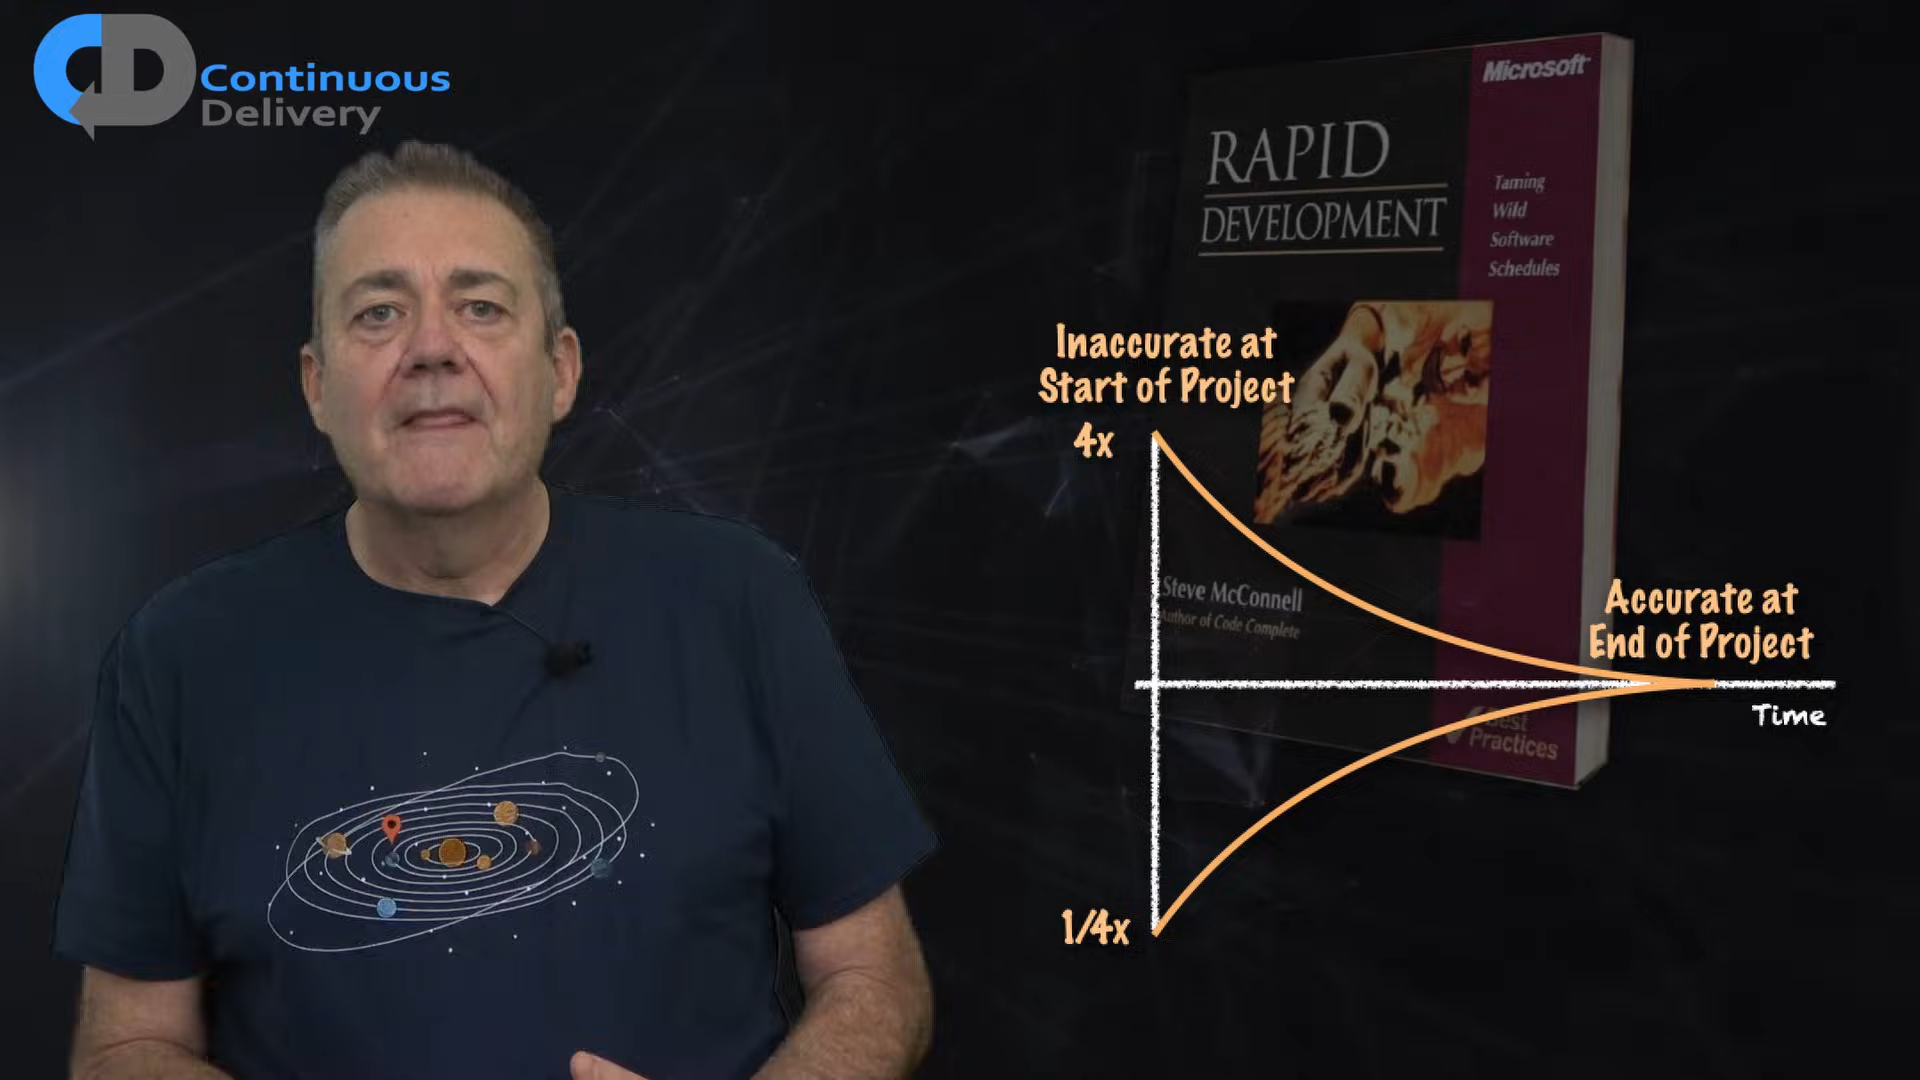 Continuous
Delivery
Microsoft
RAPID
DEVELOPMENT
Taming
Wild
Software
Schedules
Inaccurate at
Start of Project
4x
Steve McConnell
Author of Code Complete
Accurate at
End of Project
Time
Best
Practices
1/4x